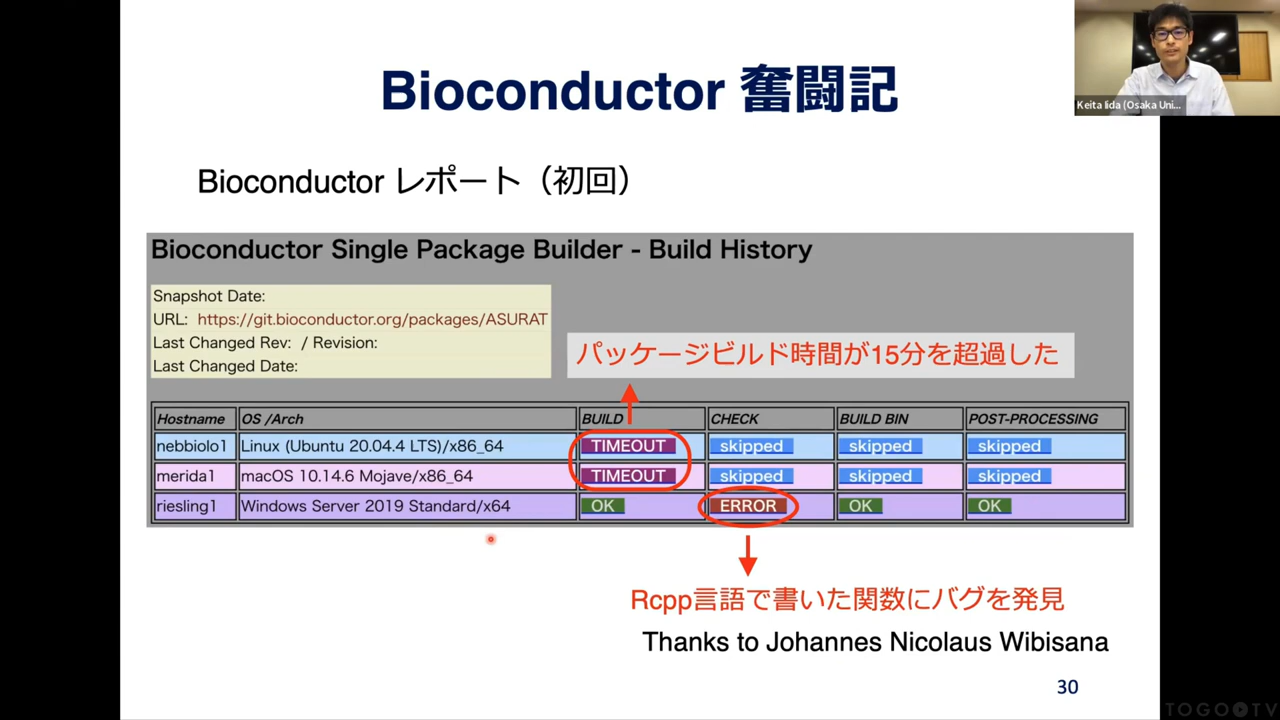 Bioconductor 奮闘記
Keita Iida (Osaka Uni...
Bioconductor レポート（初回）
Bioconductor Single Package Builder - Build History
Snapshot Date:
URL: https://git.bioconductor.org/packages/ASURAT
Last Changed Rev: / Revision:
Last Changed Date:
パッケージビルド時間が15分を超過した
Hostname OS /Arch BUILD CHECK BUILD BIN POST-PROCESSING
nebbiolo1 Linux (Ubuntu 20.04.4 LTS)/x86_64 TIMEOUT skipped skipped skipped
merida1 macOS 10.14.6 Mojave/x86_64 TIMEOUT skipped skipped skipped
riesling1 Windows Server 2019 Standard/x64 OK ERROR OK OK
Rcpp言語で書いた関数にバグを発見
Thanks to Johannes Nicolaus Wibisana
30
TOGO TV